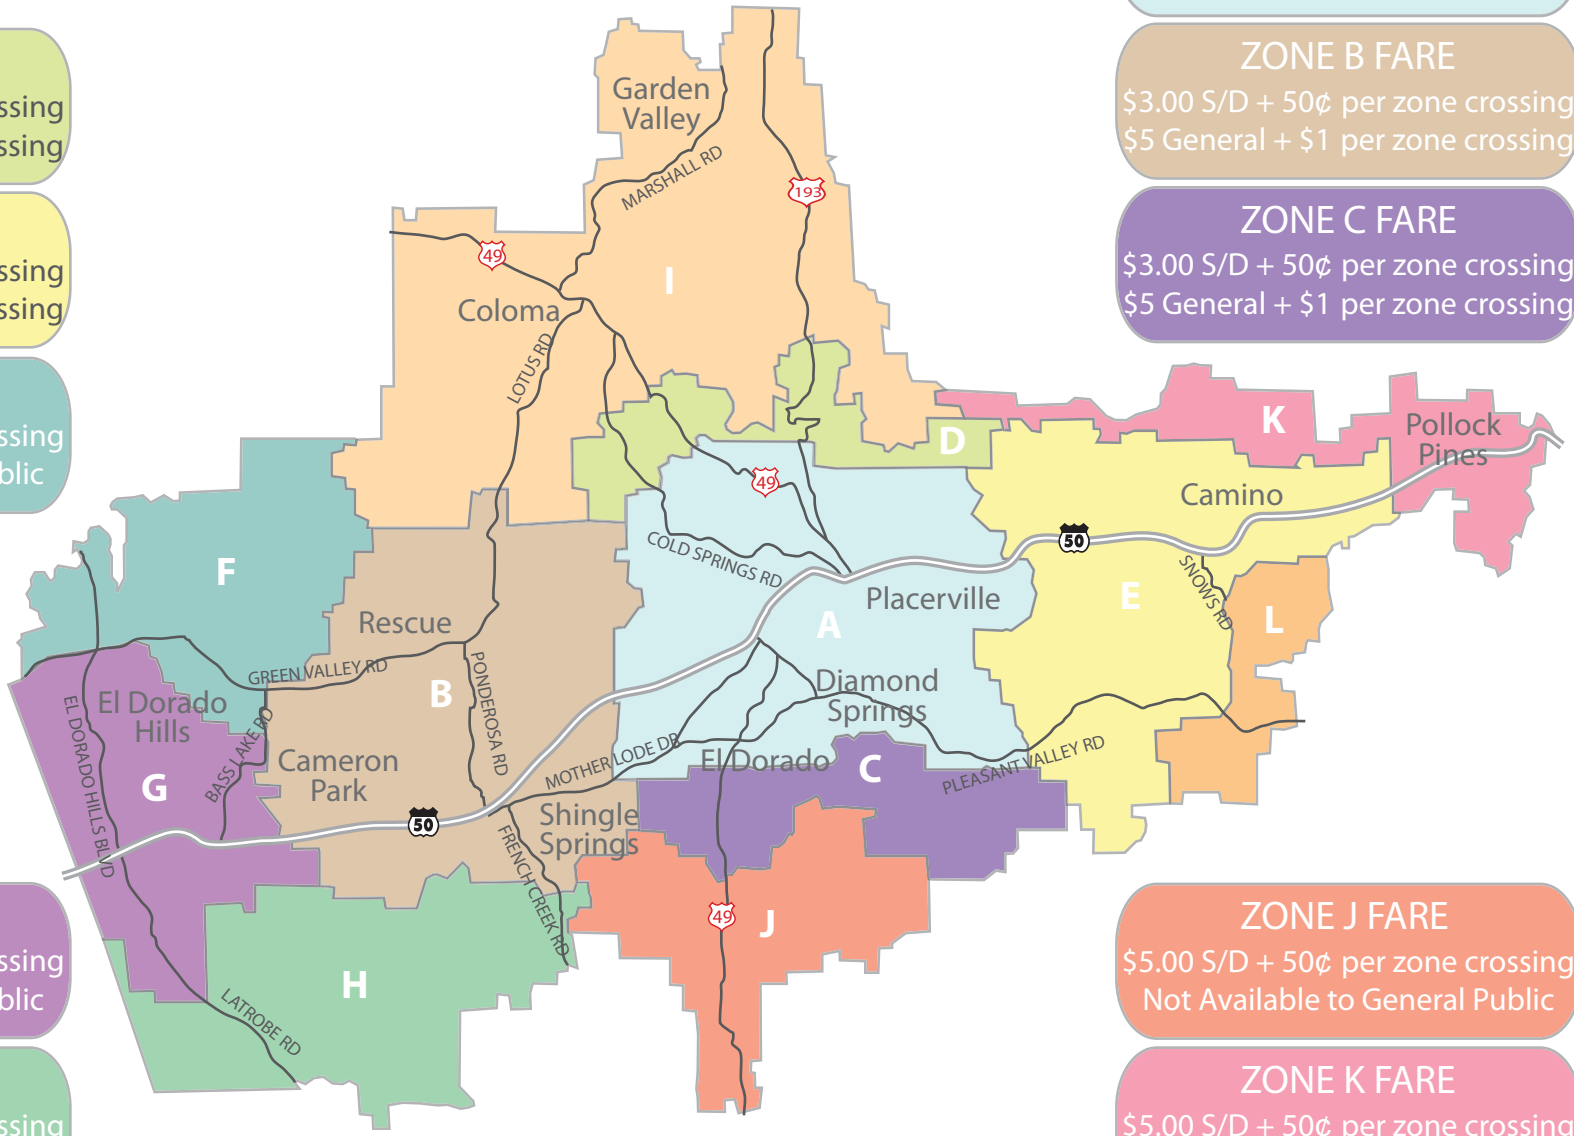 ssing
ssing
ssing
ssing
ssing
blic
ssing
blic
ssing
ZONE B FARE
$3.00 S/D + 50¢ per zone crossing
$5 General + $1 per zone crossing
ZONE C FARE
$3.00 S/D + 50¢ per zone crossing
$5 General + $1 per zone crossing
Garden
Valley
MARSHALL RD
193
49
I
Coloma
LOTUS RD
K
Pollock
Pines
D
49
Camino
COLD SPRINGS RD
50
SNOWS RD
F
E
Placerville
A
L
Rescue
GREEN VALLEY RD
B
PONDEROSA RD
El Dorado
Hills
EL DORADO HILLS BLVD
BASS LAKE RD
Diamond
Springs
MOTHER LODE DR
El Dorado
C
PLEASANT VALLEY RD
Cameron
Park
G
50
Shingle
Springs
FRENCH CREEK RD
49
J
H
LATROBE RD
ZONE J FARE
$5.00 S/D + 50¢ per zone crossing
Not Available to General Public
ZONE K FARE
$5.00 S/D + 50¢ per zone crossing